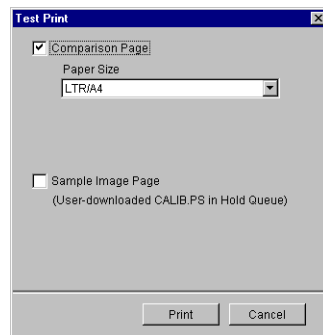 Test Print
Comparison Page
Paper Size
LTR/A4
Sample Image Page
(User-downloaded CALIB.PS in Hold Queue)
Print Cancel